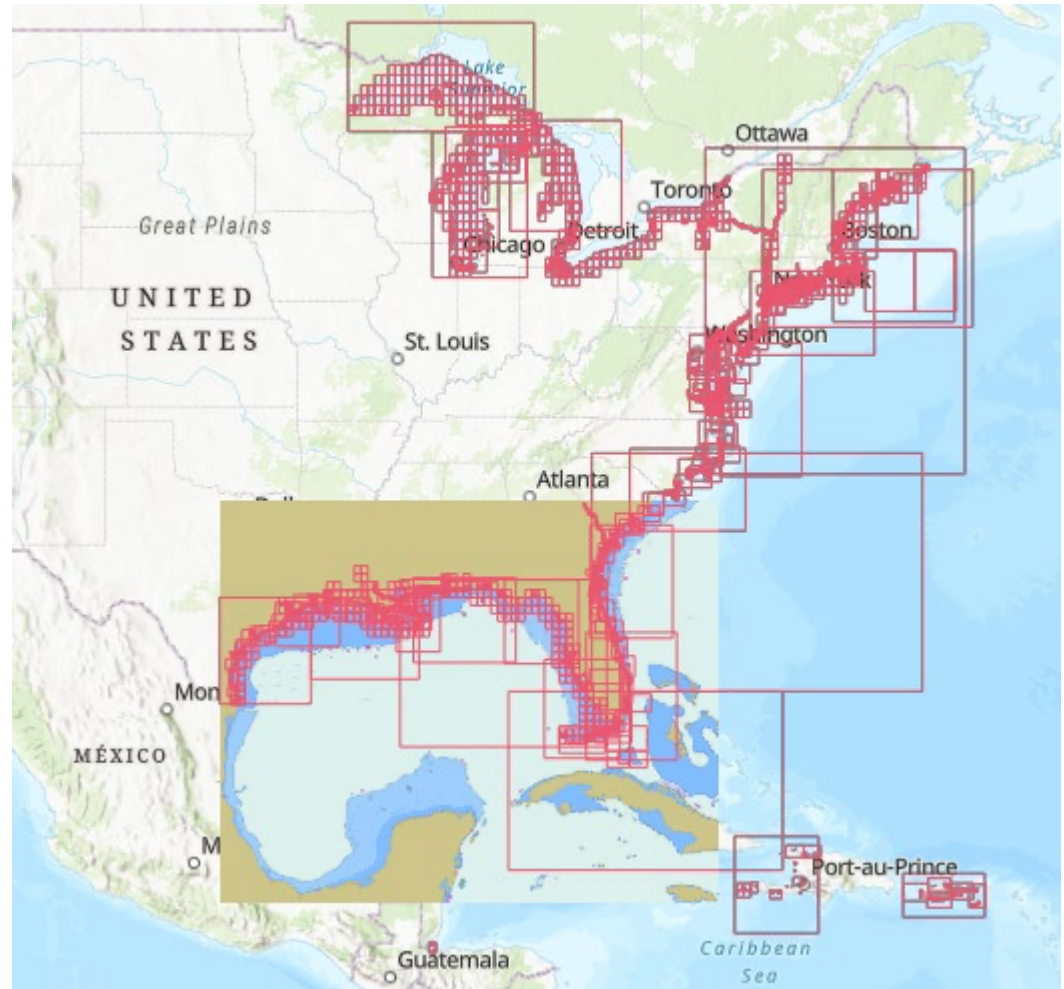 Lake
Superior
Ottawa
Toronto
Great Plains
Detroit
Boston
Chicago
UNITED
STATES
Washington
St. Louis
Atlanta
Mon
MÉXICO
M
Port-au-Prince
Caribbean
Sea
Guatemala